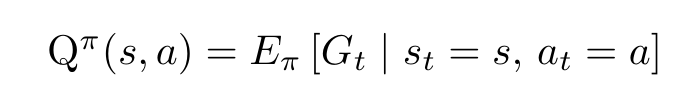 Q^π(s, a) = E_π [G_t | s_t = s, a_t = a]